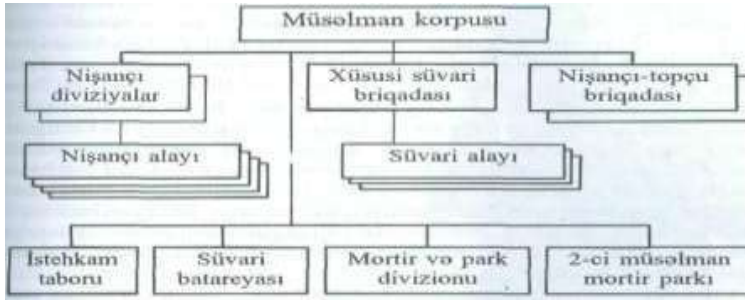 Müsəlman korpusu
Nişançı
diviziyalar
Xüsusi süvari
briqadası
Nişançı-topçu
briqadası
Nişançı alayı
Süvari alayı
İstehkam
taboru
Süvari
batareyası
Mortir və park
divizionu
2-ci müsəlman
mortir parkı